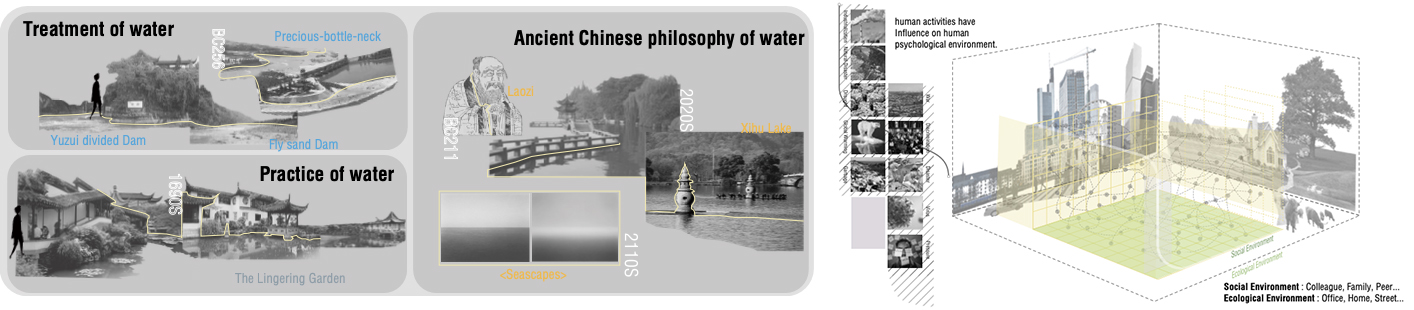 Treatment of water
BC256
Precious-bottle-neck
Yuzui divided Dam
Fly sand Dam
Practice of water
1690S
The Lingering Garden
Ancient Chinese philosophy of water
Laozi
BC211
2020S
Xihu Lake
2110S
<Seascapes>
human activities have
Influence on human
psychological environment.
Social Environment
Ecological Environment
Social Environment : Colleague, Family, Peer...
Ecological Environment : Office, Home, Street...